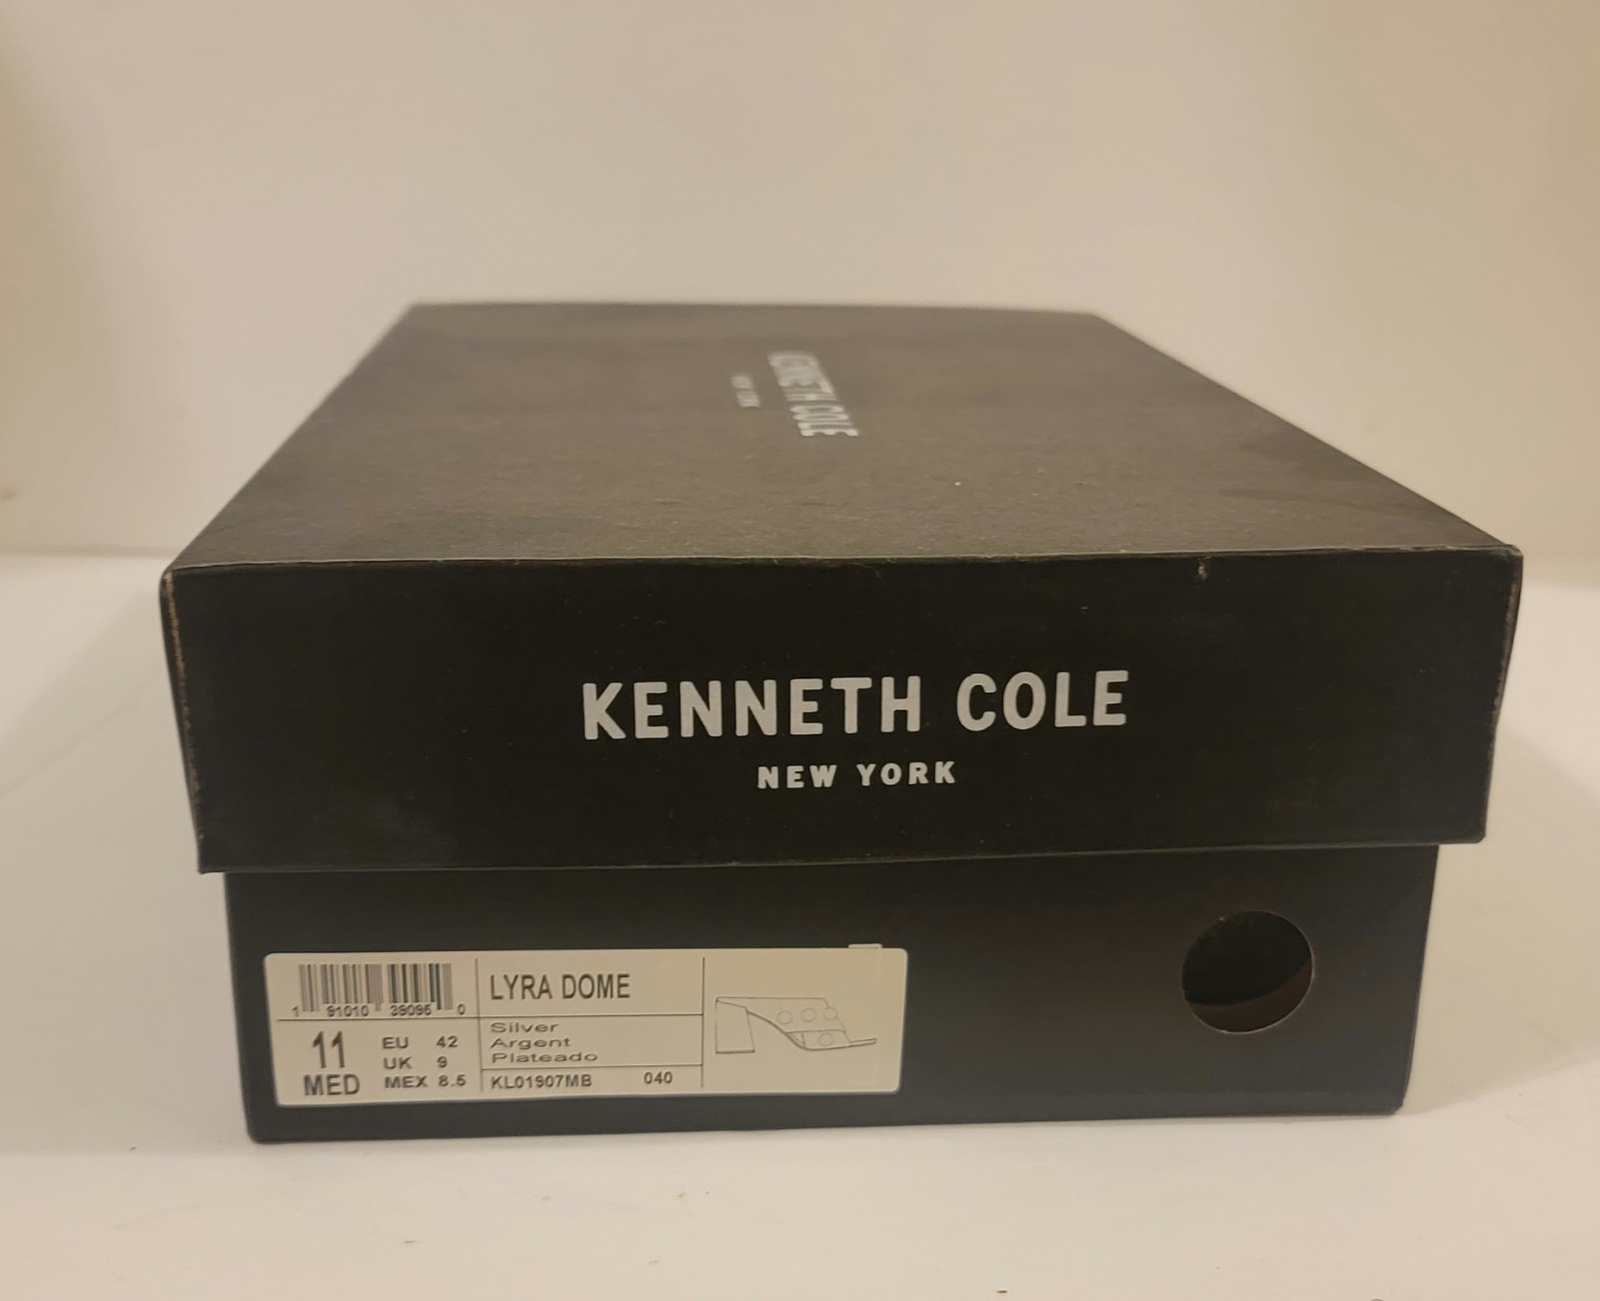 KENNETH COLE
NEW YORK
KENNETH COLE
NEW YORK
1 91010 39095 0
LYRA DOME
11
MED
EU 42
UK 9
MEX 8.5
Silver
Argent
Plateado
KL01907MB 040